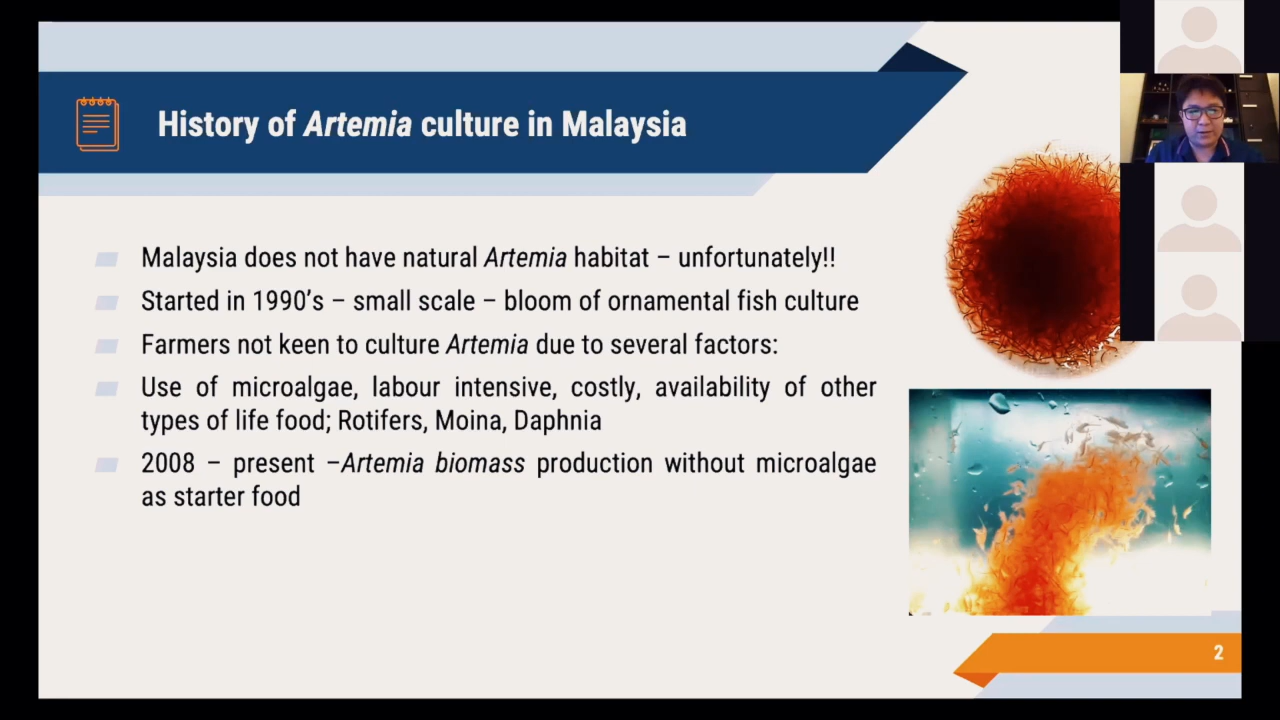 History of Artemia culture in Malaysia
Malaysia does not have natural Artemia habitat – unfortunately!!
Started in 1990’s – small scale – bloom of ornamental fish culture
Farmers not keen to culture Artemia due to several factors:
Use of microalgae, labour intensive, costly, availability of other
types of life food; Rotifers, Moina, Daphnia
2008 – present –Artemia biomass production without microalgae
as starter food
2